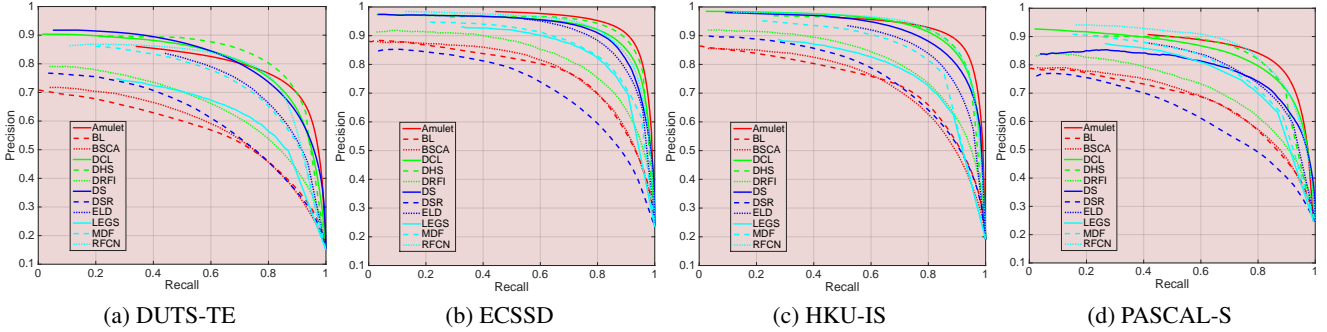 1
0.9
0.8
0.7
0.6
0.5
0.4
0.3
0.2
0.1
Precision
Amulet
BL
BSCA
DCL
DHS
DRFI
DS
DSR
ELD
LEGS
MDF
RFCN
0 0.2 0.4 0.6 0.8 1
Recall
(a) DUTS-TE
1
0.9
0.8
0.7
0.6
0.5
0.4
0.3
0.2
0.1
Precision
Amulet
BL
BSCA
DCL
DHS
DRFI
DS
DSR
ELD
LEGS
MDF
RFCN
0 0.2 0.4 0.6 0.8 1
Recall
(b) ECSSD
1
0.9
0.8
0.7
0.6
0.5
0.4
0.3
0.2
0.1
Precision
Amulet
BL
BSCA
DCL
DHS
DRFI
DS
DSR
ELD
LEGS
MDF
RFCN
0 0.2 0.4 0.6 0.8 1
Recall
(c) HKU-IS
1
0.9
0.8
0.7
0.6
0.5
0.4
0.3
0.2
0.1
Precision
Amulet
BL
BSCA
DCL
DHS
DRFI
DS
DSR
ELD
LEGS
MDF
RFCN
0 0.2 0.4 0.6 0.8 1
Recall
(d) PASCAL-S